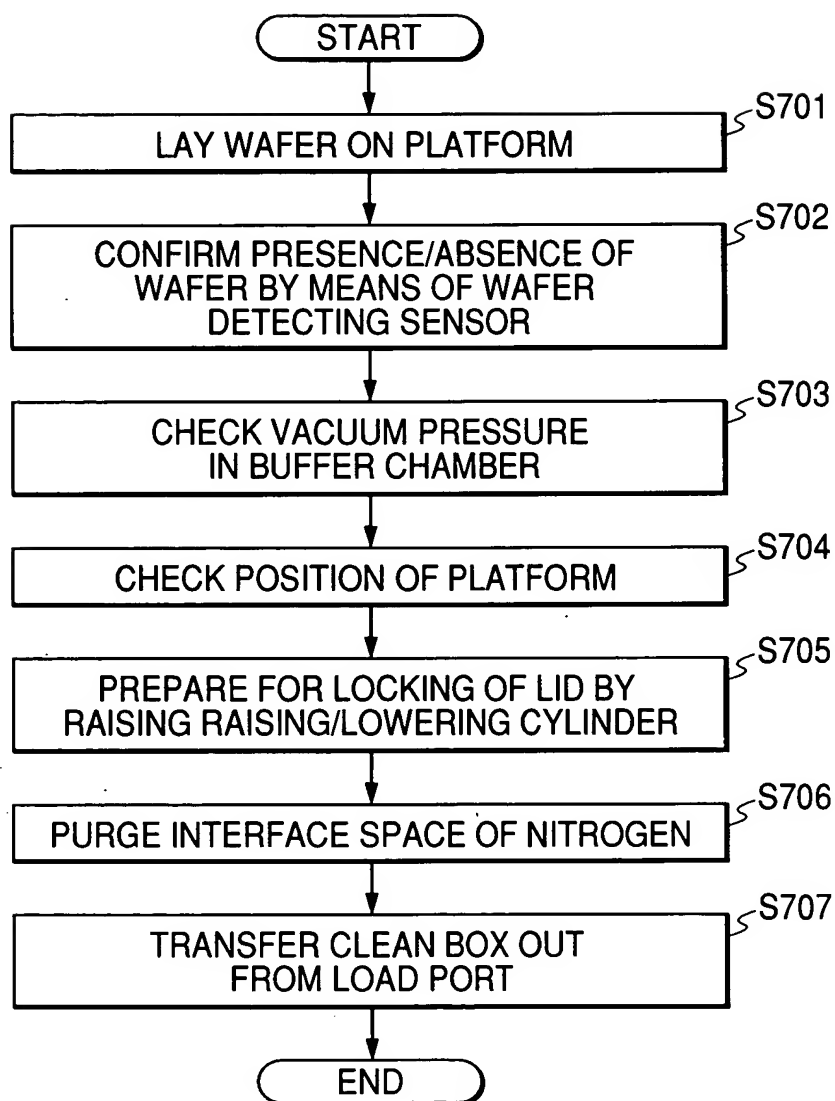 START
S701
LAY WAFER ON PLATFORM
S702
CONFIRM PRESENCE/ABSENCE OF
WAFER BY MEANS OF WAFER
DETECTING SENSOR
S703
CHECK VACUUM PRESSURE
IN BUFFER CHAMBER
S704
CHECK POSITION OF PLATFORM
S705
PREPARE FOR LOCKING OF LID BY
RAISING RAISING/LOWERING CYLINDER
S706
PURGE INTERFACE SPACE OF NITROGEN
S707
TRANSFER CLEAN BOX OUT
FROM LOAD PORT
END